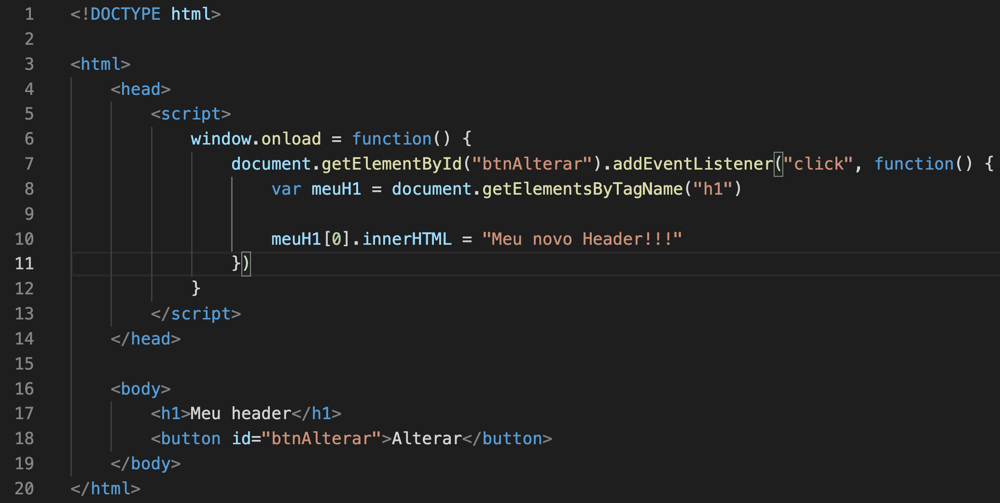 1 <!DOCTYPE html>
2
3 <html>
4 <head>
5 <script>
6 window.onload = function() {
7 document.getElementById("btnAlterar").addEventListener("click", function() {
8 var meuH1 = document.getElementsByTagName("h1")
9
10 meuH1[0].innerHTML = "Meu novo Header!!!"
11 })
12 }
13 </script>
14 </head>
15
16 <body>
17 <h1>Meu header</h1>
18 <button id="btnAlterar">Alterar</button>
19 </body>
20 </html>